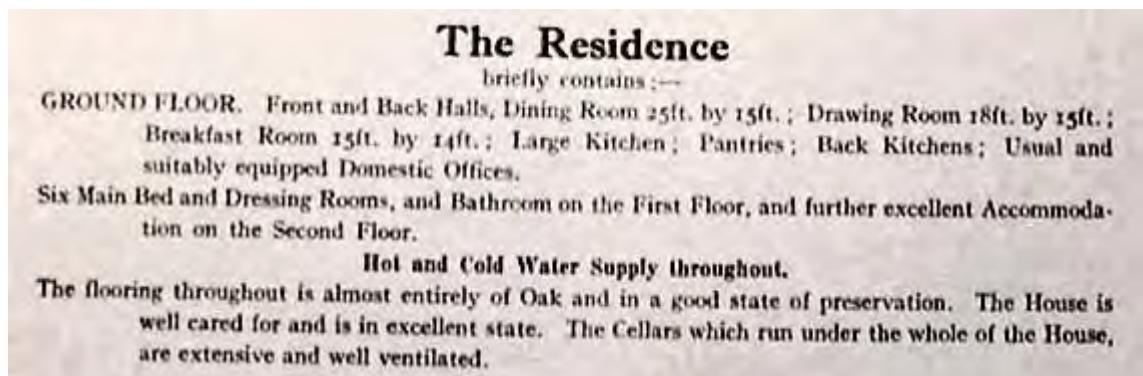 The Residence
briefly contains:—
GROUND FLOOR. Front and Back Halls, Dining Room 25ft. by 15ft.; Drawing Room 18ft. by 15ft.;
Breakfast Room 15ft. by 14ft.; Large Kitchen; Pantries; Back Kitchens; Usual and
suitably equipped Domestic Offices.
Six Main Bed and Dressing Rooms, and Bathroom on the First Floor, and further excellent Accommoda-
tion on the Second Floor.
Hot and Cold Water Supply throughout.
The flooring throughout is almost entirely of Oak and in a good state of preservation. The House is
well cared for and is in excellent state. The Cellars which run under the whole of the House,
are extensive and well ventilated.